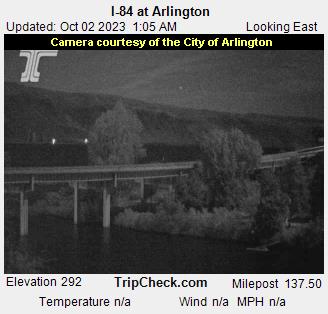 I-84 at Arlington
Updated: Oct 02 2023 1:05 AM Looking East
Camera courtesy of the City of Arlington
Elevation 292 TripCheck.com Milepost 137.50
Temperature n/a Wind n/a MPH n/a